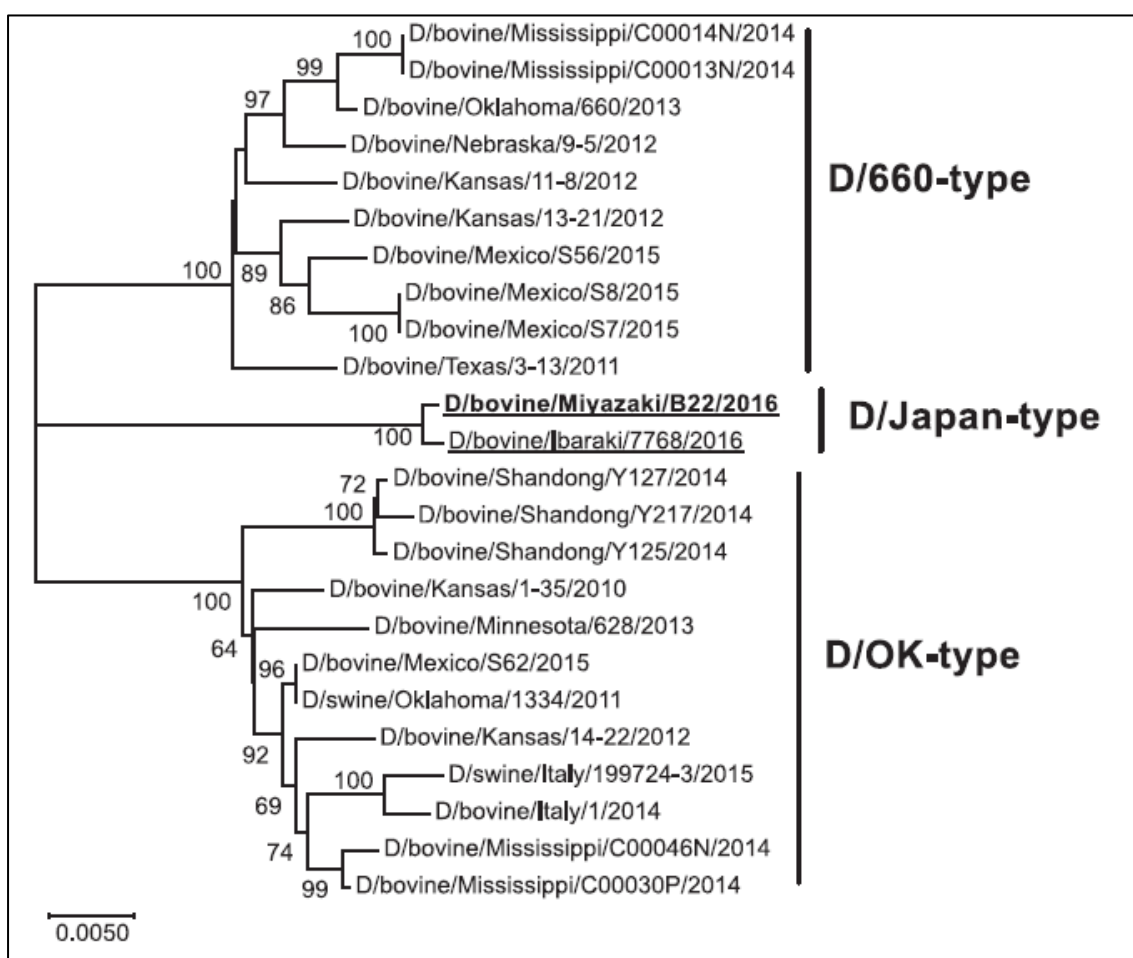 D/bovine/Mississippi/C00014N/2014
100
D/bovine/Mississippi/C00013N/2014
99
D/bovine/Oklahoma/660/2013
97
D/bovine/Nebraska/9-5/2012
D/bovine/Kansas/11-8/2012
D/660-type
D/bovine/Kansas/13-21/2012
D/bovine/Mexico/S56/2015
100
89
D/bovine/Mexico/S8/2015
86
D/bovine/Mexico/S7/2015
100
D/bovine/Texas/3-13/2011
D/bovine/Miyazaki/B22/2016
D/Japan-type
100
D/bovine/Ibaraki/7768/2016
D/bovine/Shandong/Y127/2014
72
100
D/bovine/Shandong/Y217/2014
D/bovine/Shandong/Y125/2014
100
D/bovine/Kansas/1-35/2010
D/bovine/Minnesota/628/2013
64
D/OK-type
96
D/bovine/Mexico/S62/2015
D/swine/Oklahoma/1334/2011
D/bovine/Kansas/14-22/2012
92
100
D/swine/Italy/199724-3/2015
69
D/bovine/Italy/1/2014
D/bovine/Mississippi/C00046N/2014
74
99
D/bovine/Mississippi/C00030P/2014
0.0050